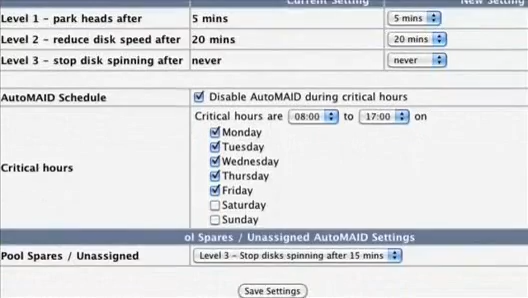 Current Setting New Setting
Level 1 - park heads after 5 mins 5 mins
Level 2 - reduce disk speed after 20 mins 20 mins
Level 3 - stop disk spinning after never never
AutoMAID Schedule Disable AutoMAID during critical hours
Critical hours are 08:00 to 17:00 on
Monday
Tuesday
Wednesday
Critical hours Thursday
Friday
Saturday
Sunday
ol Spares / Unassigned AutoMAID Settings
Pool Spares / Unassigned Level 3 - Stop disks spinning after 15 mins
Save Settings